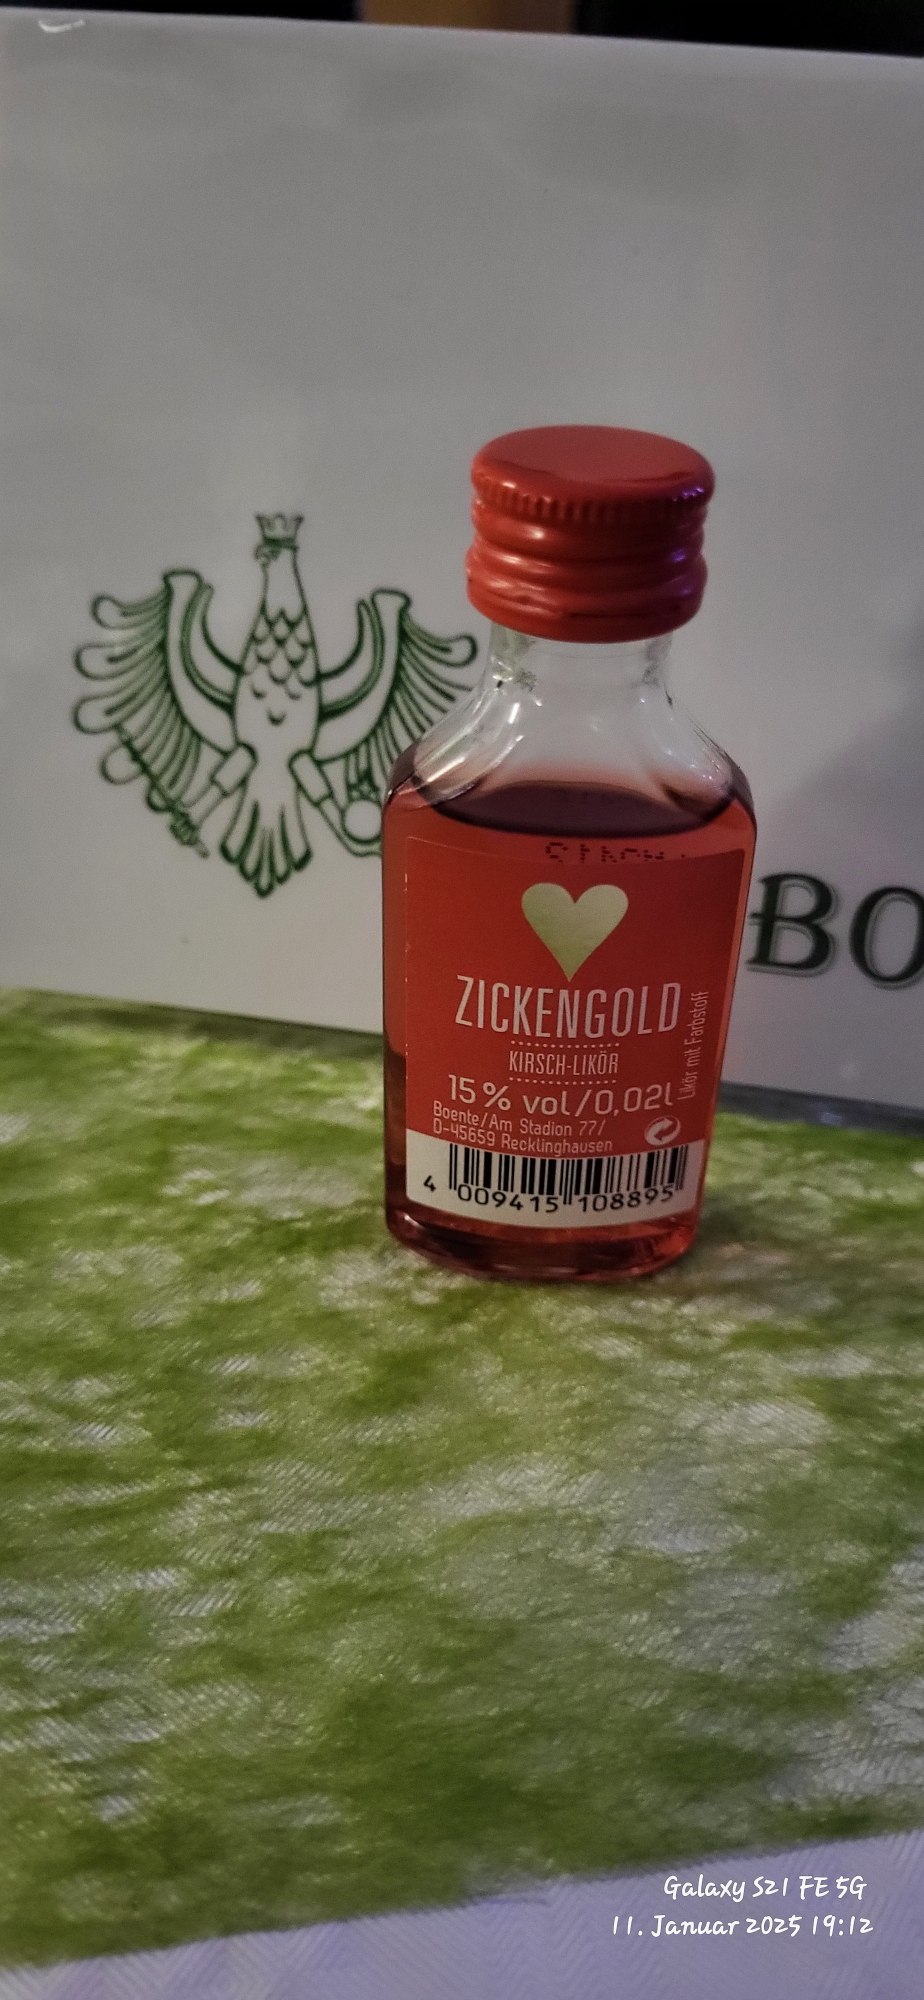 BO
ZICKENGOLD
KIRSCH-LIKÖR
15% vol/0,02l
Likör mit Farbstoff
Boente/Am Stadion 77/
D-45659 Recklinghausen
4 009415 108895
Galaxy S21 FE 5G
11. Januar 2025 19:12